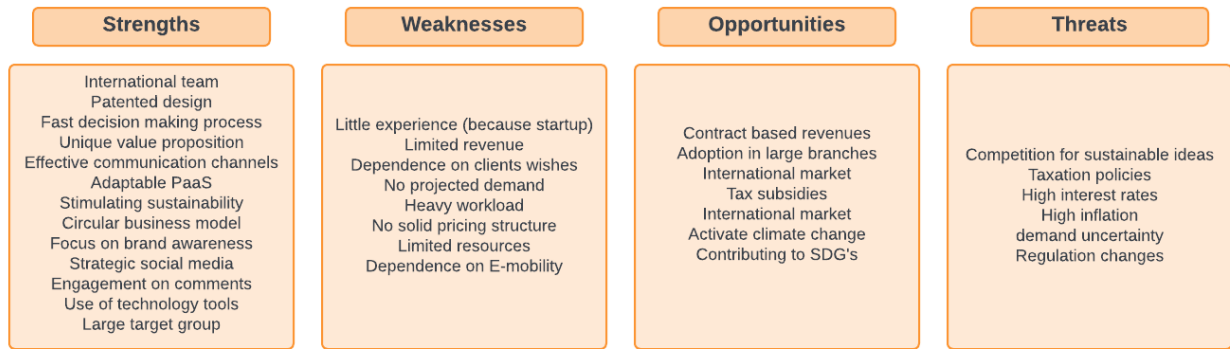 Strengths
International team
Patented design
Fast decision making process
Unique value proposition
Effective communication channels
Adaptable PaaS
Stimulating sustainability
Circular business model
Focus on brand awareness
Strategic social media
Engagement on comments
Use of technology tools
Large target group
Weaknesses
Little experience (because startup)
Limited revenue
Dependence on clients wishes
No projected demand
Heavy workload
No solid pricing structure
Limited resources
Dependence on E-mobility
Opportunities
Contract based revenues
Adoption in large branches
International market
Tax subsidies
International market
Activate climate change
Contributing to SDG's
Threats
Competition for sustainable ideas
Taxation policies
High interest rates
High inflation
demand uncertainty
Regulation changes